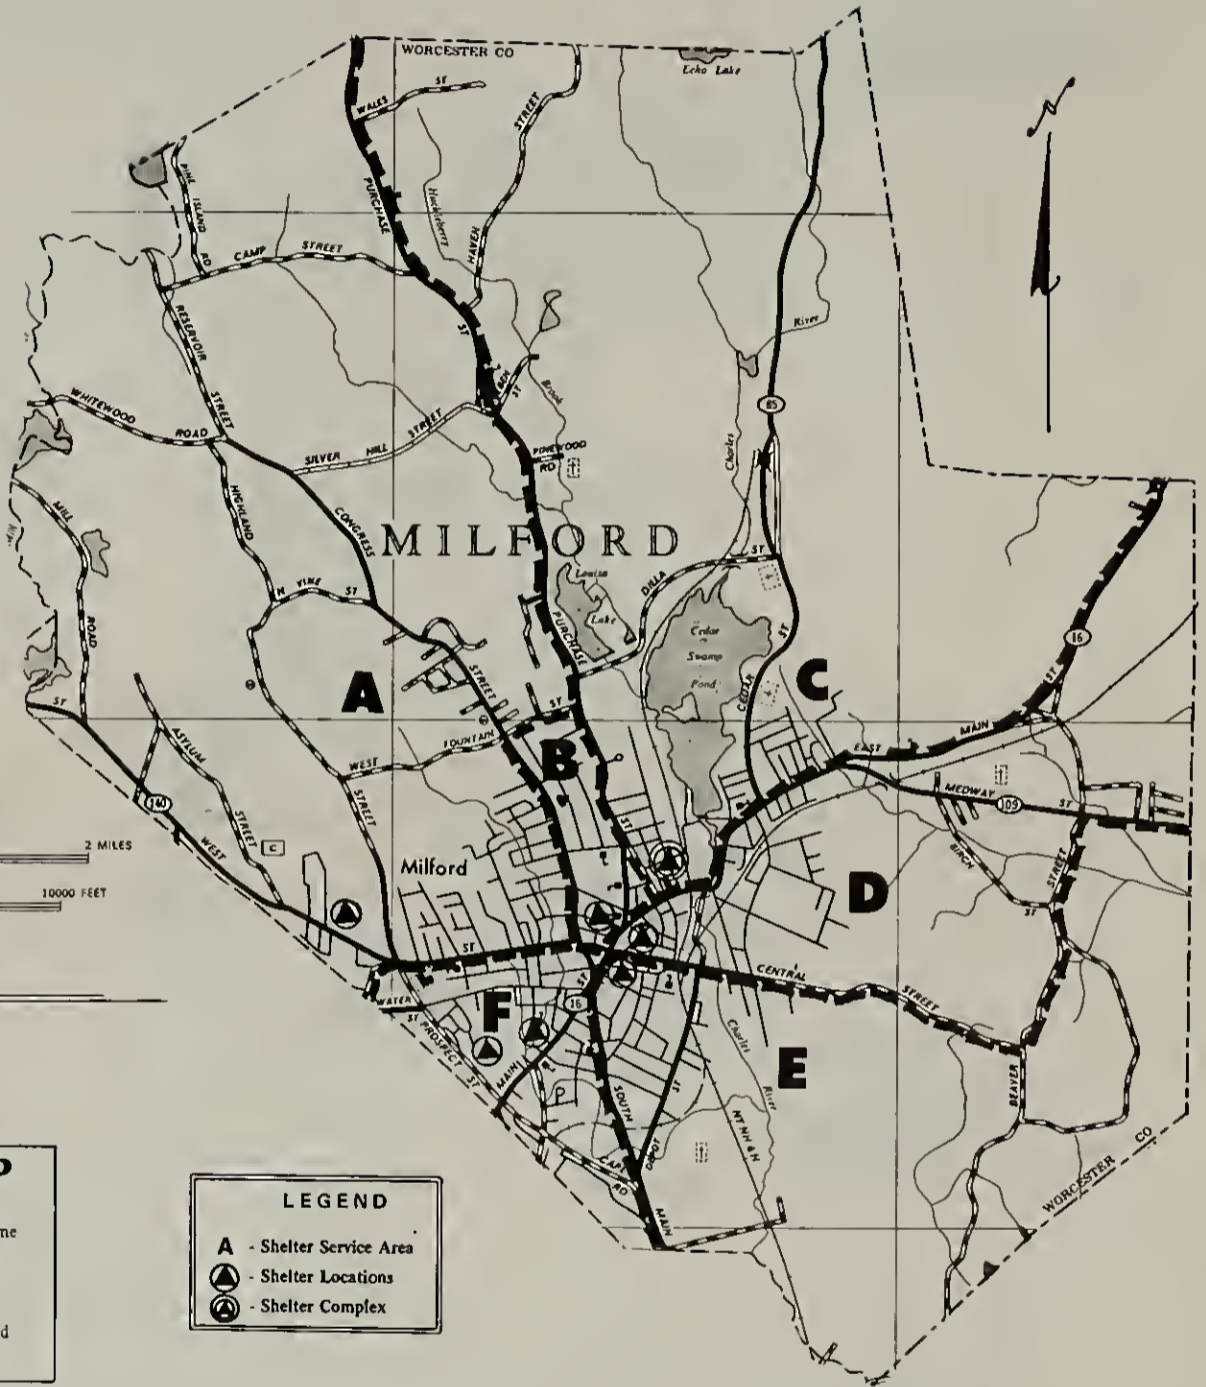 WORCESTER CO
Echo Lake
WALES ST
HAVEN STREET
PINE ISLAND RD
PURCHASE ST
Huckleberry
Brook
CAMP STREET
RESERVOIR STREET
River
Charles
85
WHITEWOOD ROAD
SILVER HILL STREET
PINEWOOD RD
HIGHLAND
CONGRESS
STREET
MILL ROAD
MILFORD
N VINE ST
Louisa Lake
DILLA ST
PURCHASE
ST
Cedar Swamp Pond
CEDAR ST
16
A
C
ST
ASYLUM STREET
FOUNTAIN ST
B
EAST MAIN ST
WEST
STREET
MEDWAY ST
109
140
WEST
BIRCH ST
STREET
2 MILES
C
Milford
10000 FEET
D
ST
CENTRAL STREET
WATER ST
ST
16
F
PROSPECT ST
MAIN
Charles River
E
SOUTH
DEPOT ST
NY NH & H
BEAVER
RD
MAIN
WORCESTER CO
LEGEND
A - Shelter Service Area
- Shelter Locations
- Shelter Complex